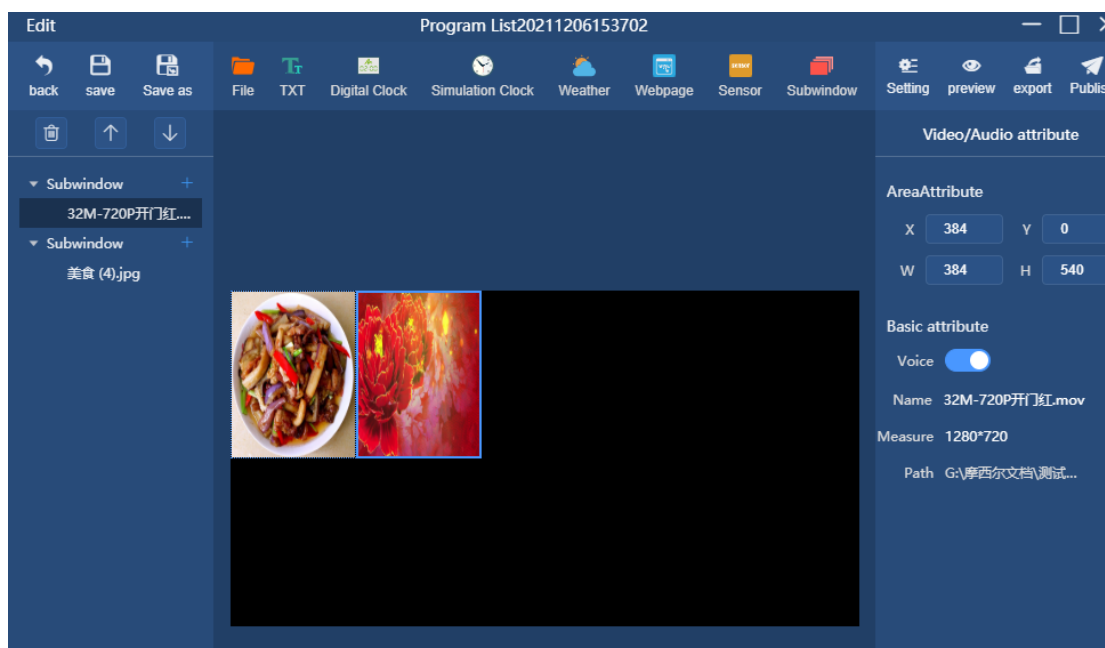 Edit Program List20211206153702
back save Save as File TXT Digital Clock Simulation Clock Weather Webpage Sensor Subwindow Setting preview export Publis
Video/Audio attribute
Subwindow
32M-720P开门红....
Subwindow
美食 (4).jpg
AreaAttribute
X 384 Y 0
W 384 H 540
Basic attribute
Voice
Name 32M-720P开门红.mov
Measure 1280*720
Path G:\摩西尔文档\测试...